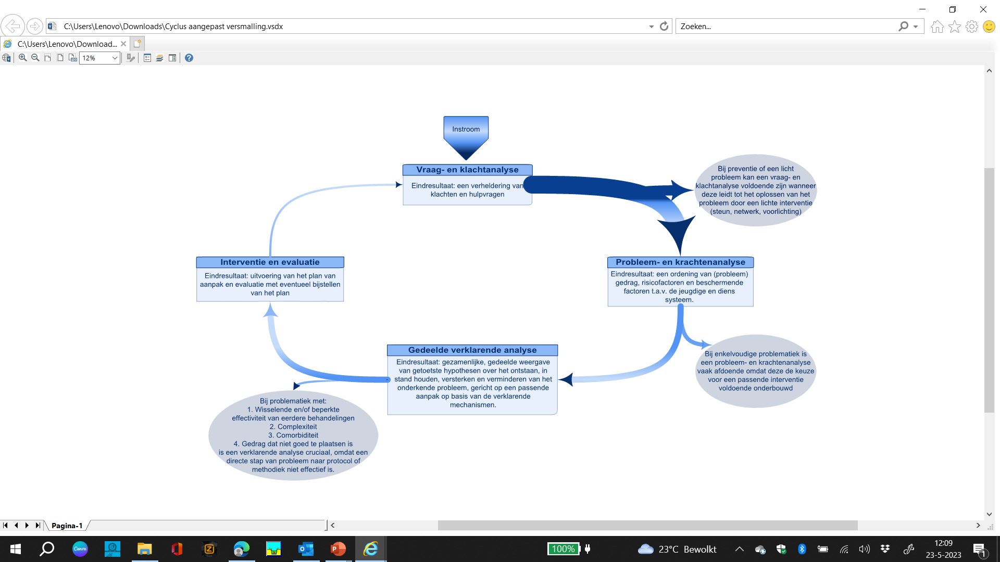 C:\Users\Lenovo\Downloads\Cyclus aangepast versmalling.vsdx
Zoeken...
C:\Users\Lenovo\Download...
12%
Instroom
Vraag- en klachtanalyse
Eindresultaat: een verheldering van
klachten en hulpvragen
Bij preventie of een licht
probleem kan een vraag- en
klachtanalyse voldoende zijn wanneer
deze leidt tot het oplossen van het
probleem door een lichte interventie
(steun, netwerk, voorlichting)
Interventie en evaluatie
Eindresultaat: uitvoering van het plan van
aanpak en evaluatie met eventueel bijstellen
van het plan
Probleem- en krachtenanalyse
Eindresultaat: een ordening van (probleem)
gedrag, risicofactoren en beschermende
factoren t.a.v. de jeugdige en diens
systeem.
Gedeelde verklarende analyse
Eindresultaat: gezamenlijke, gedeelde weergave
van getoetste hypothesen over het ontstaan, in
stand houden, versterken en verminderen van het
onderkende probleem, gericht op een passende
aanpak op basis van de verklarende
mechanismen.
Bij enkelvoudige problematiek is
een probleem- en krachtenanalyse
vaak afdoende omdat deze de keuze
voor een passende interventie
voldoende onderbouwd
Bij problematiek met:
1. Wisselende en/of beperkte
effectiviteit van eerdere behandelingen
2. Complexiteit
3. Comorbiditeit
4. Gedrag dat niet goed te plaatsen is
is een verklarende analyse cruciaal, omdat een
directe stap van probleem naar protocol of
methodiek niet effectief is.
Pagina-1
Canva
100%
23°C Bewolkt
12:09
23-5-2023
1